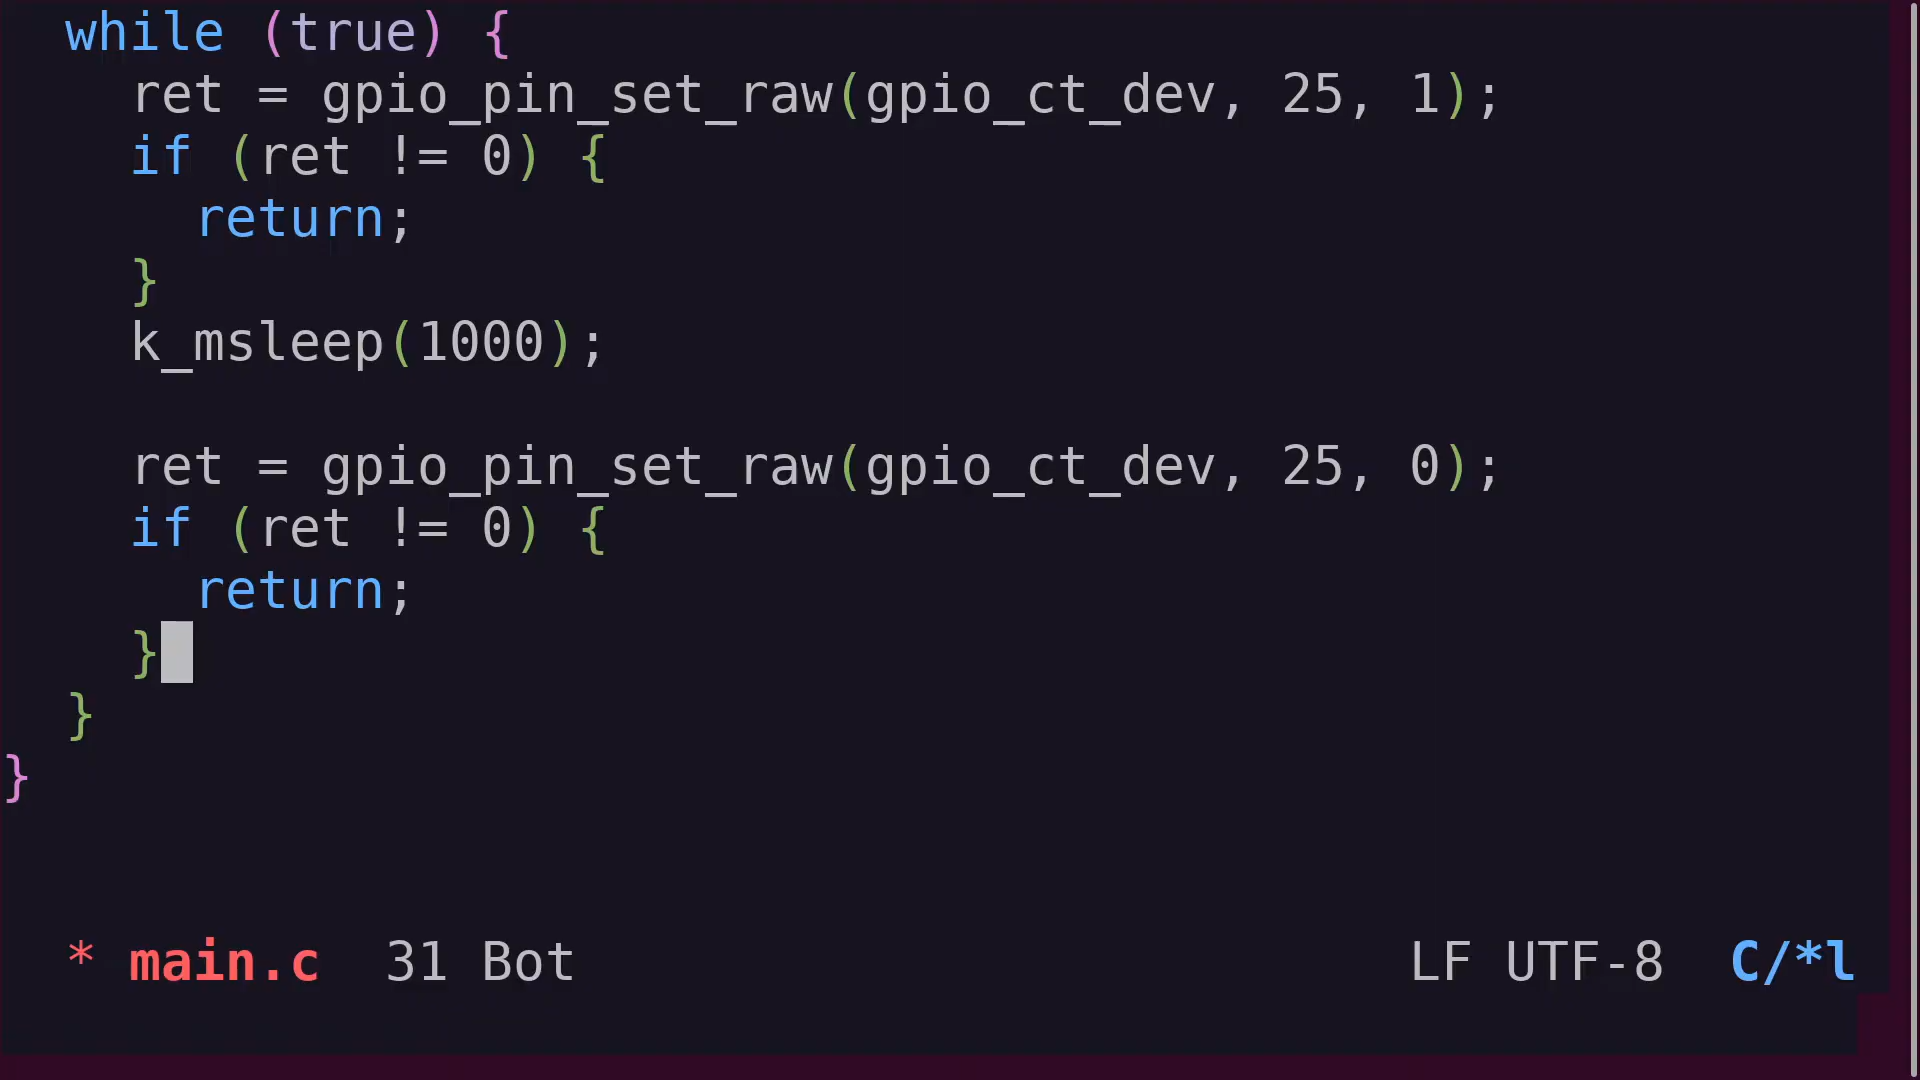 while (true) {
ret = gpio_pin_set_raw(gpio_ct_dev, 25, 1);
if (ret != 0) {
return;
}
k_msleep(1000);
ret = gpio_pin_set_raw(gpio_ct_dev, 25, 0);
if (ret != 0) {
return;
}
}
}
* main.c 31 Bot LF UTF-8 C/*l